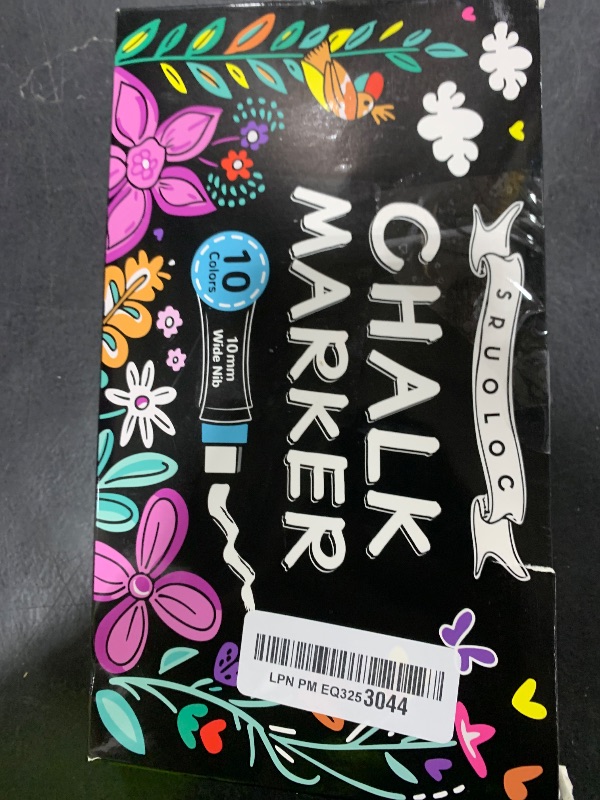 SRUOLOC
CHALK
MARKER
10
Colors
10mm
Wide Nib
LPN PM EQ3253044